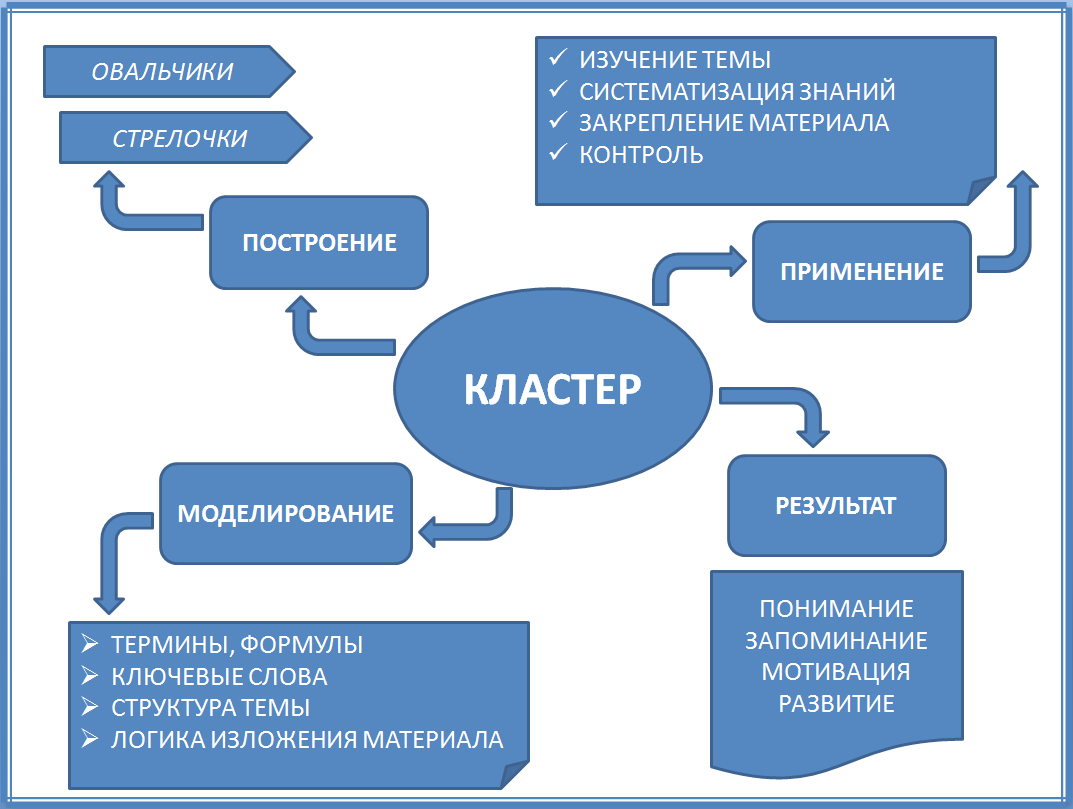 ОВАЛЬЧИКИ
СТРЕЛОЧКИ
ПОСТРОЕНИЕ
ИЗУЧЕНИЕ ТЕМЫ
СИСТЕМАТИЗАЦИЯ ЗНАНИЙ
ЗАКРЕПЛЕНИЕ МАТЕРИАЛА
КОНТРОЛЬ
ПРИМЕНЕНИЕ
КЛАСТЕР
МОДЕЛИРОВАНИЕ
ТЕРМИНЫ, ФОРМУЛЫ
КЛЮЧЕВЫЕ СЛОВА
СТРУКТУРА ТЕМЫ
ЛОГИКА ИЗЛОЖЕНИЯ МАТЕРИАЛА
РЕЗУЛЬТАТ
ПОНИМАНИЕ
ЗАПОМИНАНИЕ
МОТИВАЦИЯ
РАЗВИТИЕ